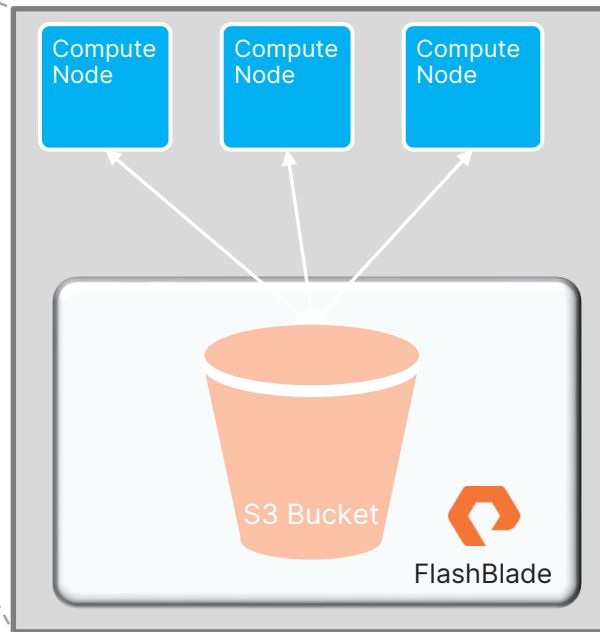 Compute
Node
Compute
Node
Compute
Node
S3 Bucket
FlashBlade